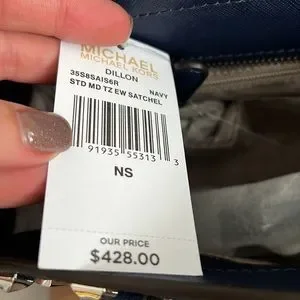 MICHAEL
MICHAEL KORS
DILLON
35S8SAIS6R NAVY
STD MD TZ EW SATCHEL
91935 55313 3
NS
OUR PRICE
$428.00